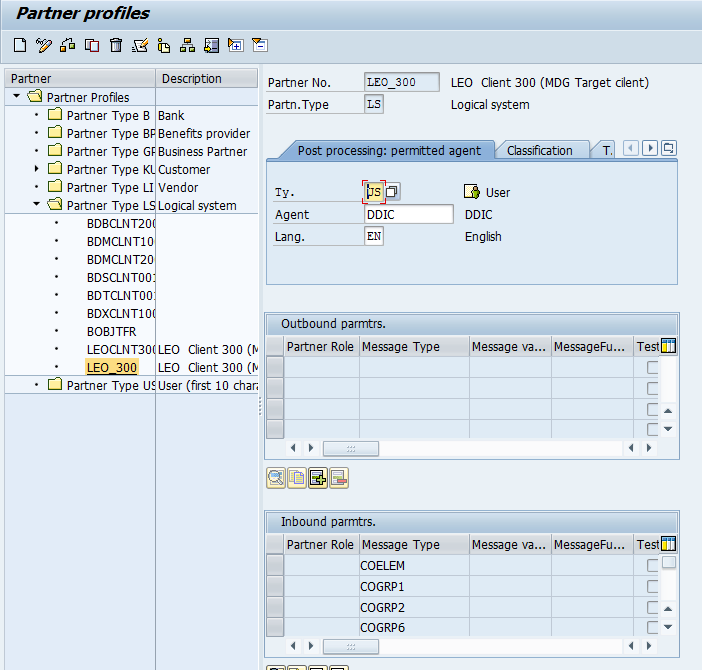 Partner profiles
Partner Description
Partner Profiles
Partner Type B Bank
Partner Type BP Benefits provider
Partner Type GP Business Partner
Partner Type KU Customer
Partner Type LI Vendor
Partner Type LS Logical system
BDBCLNT200
BDMCLNT100
BDMCLNT200
BDSCLNT001
BDTCLNT001
BDXCLNT100
BOBJTFR
LEOCLNT300 LEO Client 300 (M
LEO_300 LEO Client 300 (M
Partner Type US User (first 10 chara
Partner No. LEO_300 LEO Client 300 (MDG Target cilent)
Partn.Type LS Logical system
Post processing: permitted agent Classification T.
Ty. US User
Agent DDIC DDIC
Lang. EN English
Outbound parmtrs.
Partner Role Message Type Message va... MessageFu... Test
Inbound parmtrs.
Partner Role Message Type Message va... MessageFu... Test
COELEM
COGRP1
COGRP2
COGRP6